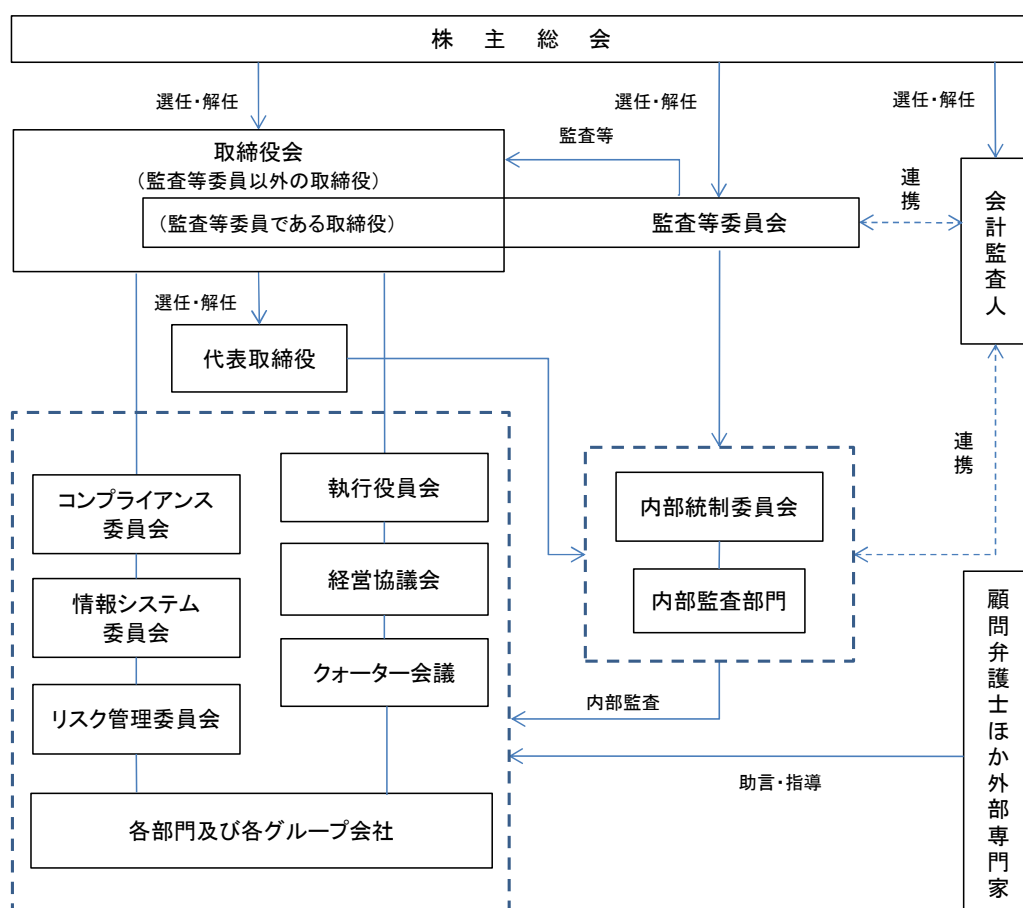 株主総会
選任・解任
選任・解任
選任・解任
取締役会
（監査等委員以外の取締役）
監査等
（監査等委員である取締役）
監査等委員会
連携
会計監査人
選任・解任
代表取締役
連携
コンプライアンス
委員会
執行役員会
内部統制委員会
情報システム
委員会
経営協議会
内部監査部門
クォーター会議
リスク管理委員会
内部監査
顧問弁護士ほか外部専門家
助言・指導
各部門及び各グループ会社